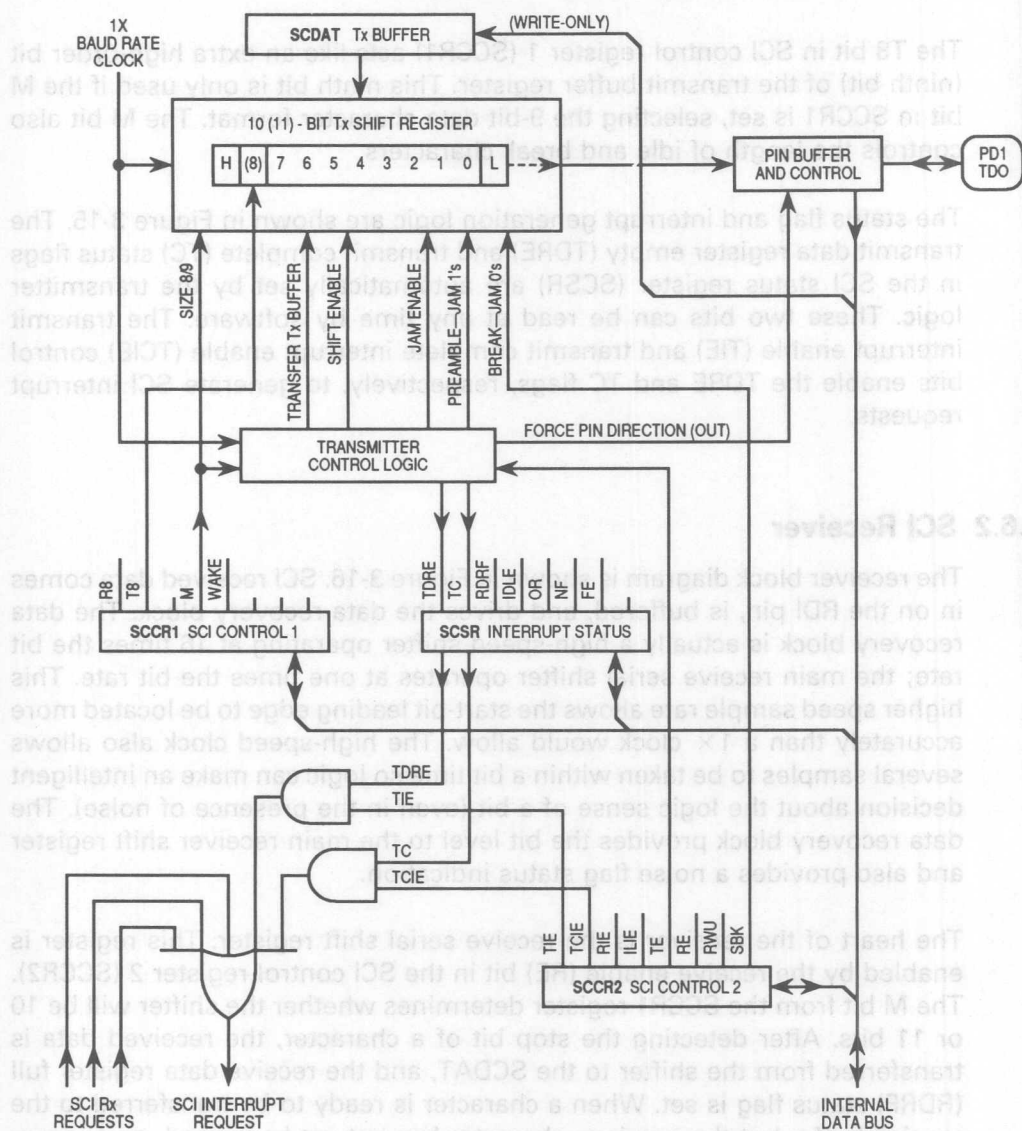 1X
BAUD RATE
CLOCK
SCDAT Tx BUFFER
(WRITE-ONLY)
10 (11) - BIT Tx SHIFT REGISTER
H (8) 7 6 5 4 3 2 1 0 L
PIN BUFFER
AND CONTROL
PD1
TDO
SIZE 8/9
TRANSFER Tx BUFFER
SHIFT ENABLE
JAM ENABLE
PREAMBLE—JAM 1's
BREAK—JAM 0's
FORCE PIN DIRECTION (OUT)
TRANSMITTER
CONTROL LOGIC
R8
T8
M
WAKE
SCCR1 SCI CONTROL 1
TDRE
TC
RDRF
IDLE
OR
NF
FE
SCSR INTERRUPT STATUS
TDRE
TIE
TC
TCIE
TIE
TCIE
RIE
ILIE
TE
RE
RWU
SBK
SCCR2 SCI CONTROL 2
SCI Rx
REQUESTS
SCI INTERRUPT
REQUEST
INTERNAL
DATA BUS